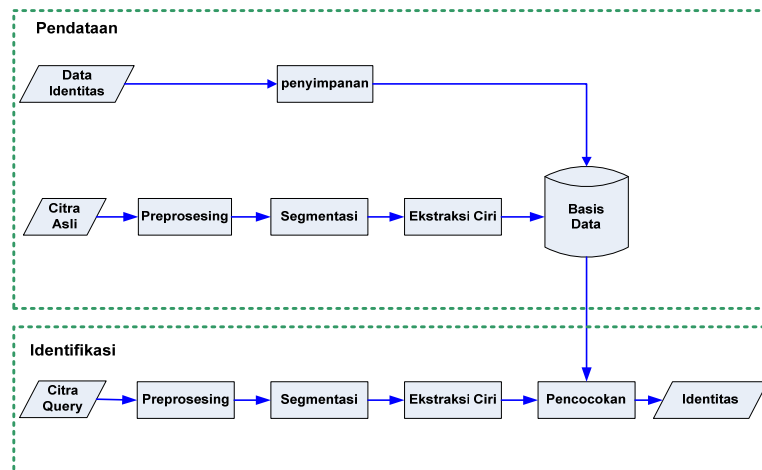 Pendataan
Data
Identitas
penyimpanan
Citra
Asli
Preprosesing
Segmentasi
Ekstraksi Ciri
Basis
Data
Identifikasi
Citra
Query
Preprosesing
Segmentasi
Ekstraksi Ciri
Pencocokan
Identitas